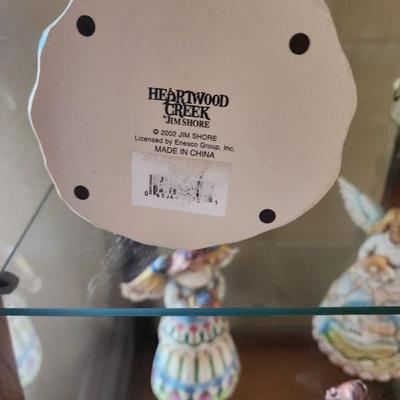 HEARTWOOD
CREEK
by JIM SHORE
© 2002 JIM SHORE
Licensed by Enesco Group, Inc.
MADE IN CHINA